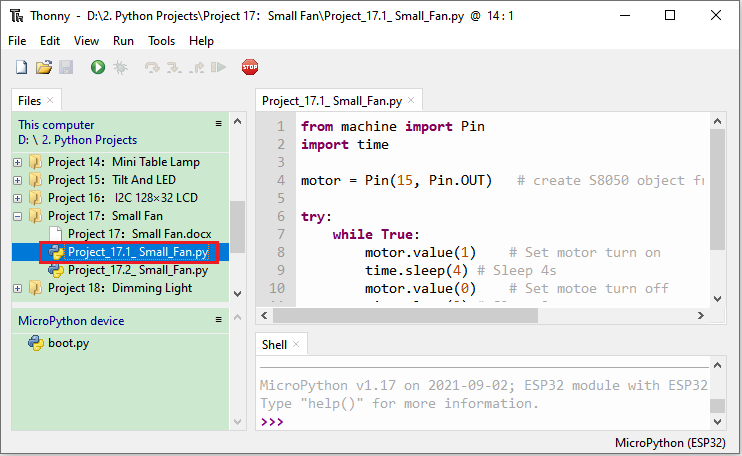 Thonny - D:\2. Python Projects\Project 17: Small Fan\Project_17.1_ Small_Fan.py @ 14 : 1
File Edit View Run Tools Help
STOP
Files ×
This computer
D: \ 2. Python Projects
Project 14: Mini Table Lamp
Project 15: Tilt And LED
Project 16: I2C 128×32 LCD
Project 17: Small Fan
Project 17: Small Fan.docx
Project_17.1_ Small_Fan.py
Project_17.2_ Small_Fan.py
Project 18: Dimming Light
MicroPython device
boot.py
Project_17.1_ Small_Fan.py ×
1 from machine import Pin
2 import time
3
4 motor = Pin(15, Pin.OUT) # create S8050 object fr
5
6 try:
7 while True:
8 motor.value(1) # Set motor turn on
9 time.sleep(4) # Sleep 4s
10 motor.value(0) # Set motoe turn off
Shell ×
MicroPython v1.17 on 2021-09-02; ESP32 module with ESP32
Type "help()" for more information.
>>>
MicroPython (ESP32)